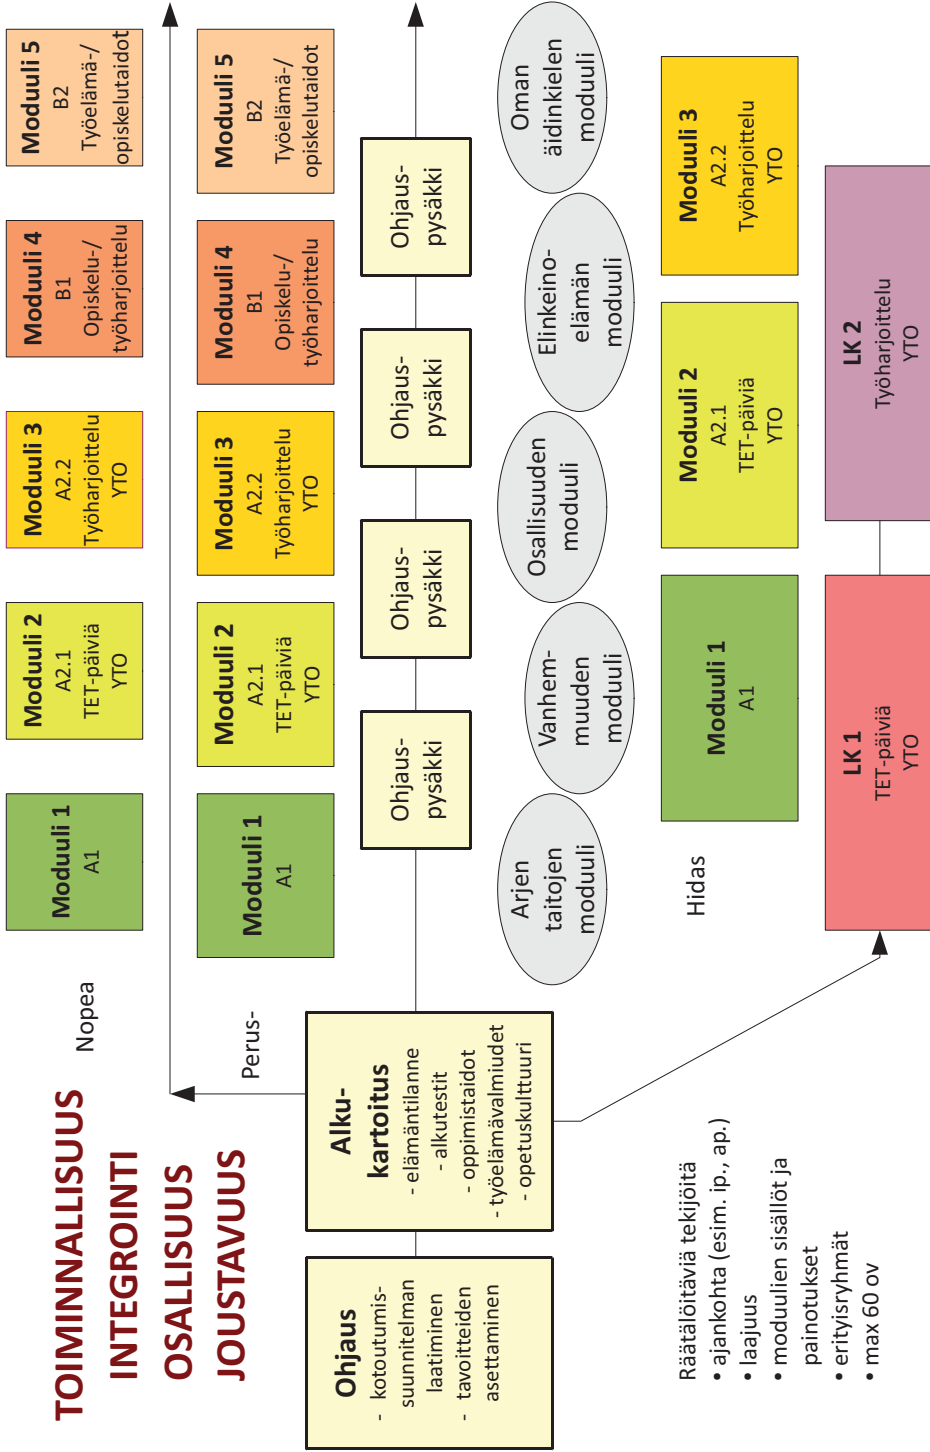 TOIMINNALLISUUS
INTEGROINTI
OSALLISUUS
JOUSTAVUUS
Nopea
Moduuli 1
A1
Moduuli 2
A2.1
TET-päiviä
YTO
Moduuli 3
A2.2
Työharjoittelu
YTO
Moduuli 4
B1
Opiskelu-/
työharjoittelu
Moduuli 5
B2
Työelämä-/
opiskelutaidot
Perus-
Moduuli 1
A1
Moduuli 2
A2.1
TET-päiviä
YTO
Moduuli 3
A2.2
Työharjoittelu
YTO
Moduuli 4
B1
Opiskelu-/
työharjoittelu
Moduuli 5
B2
Työelämä-/
opiskelutaidot
Ohjaus
- kotoutumis-
suunnitelman
laatiminen
- tavoitteiden
asettaminen
Alku-
kartoitus
- elämäntilanne
- alkutestit
- oppimistaidot
- työelämävalmiudet
- opetuskulttuuri
Ohjaus-
pysäkki
Ohjaus-
pysäkki
Ohjaus-
pysäkki
Ohjaus-
pysäkki
Arjen
taitojen
moduuli
Vanhem-
muuden
moduuli
Osallisuuden
moduuli
Elinkeino-
elämän
moduuli
Oman
äidinkielen
moduuli
Hidas
Moduuli 1
A1
Moduuli 2
A2.1
TET-päiviä
YTO
Moduuli 3
A2.2
Työharjoittelu
YTO
LK 1
TET-päiviä
YTO
LK 2
Työharjoittelu
YTO
Räätälöitäviä tekijöitä
• ajankohta (esim. ip., ap.)
• laajuus
• moduulien sisällöt ja
painotukset
• erityisryhmät
• max 60 ov